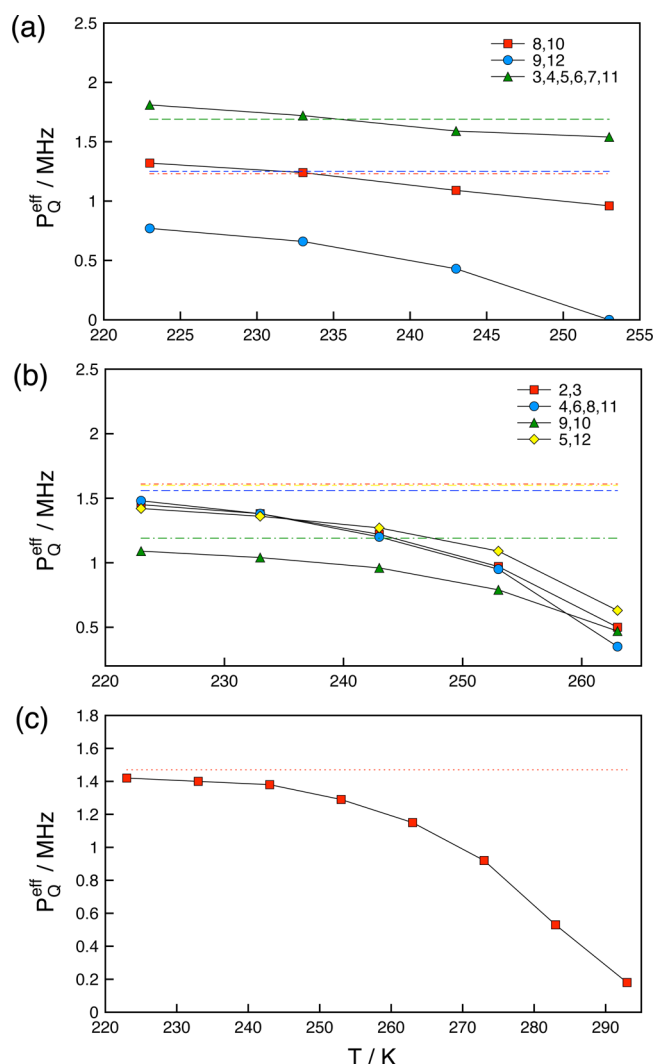 (a)
2.5
2
1.5
1
0.5
0
P_Q^eff / MHz
8,10
9,12
3,4,5,6,7,11
220 225 230 235 240 245 250 255
(b)
2.5
2
1.5
1
0.5
P_Q^eff / MHz
2,3
4,6,8,11
9,10
5,12
220 230 240 250 260
(c)
1.8
1.6
1.4
1.2
1
0.8
0.6
0.4
0.2
0
P_Q^eff / MHz
220 230 240 250 260 270 280 290
T / K